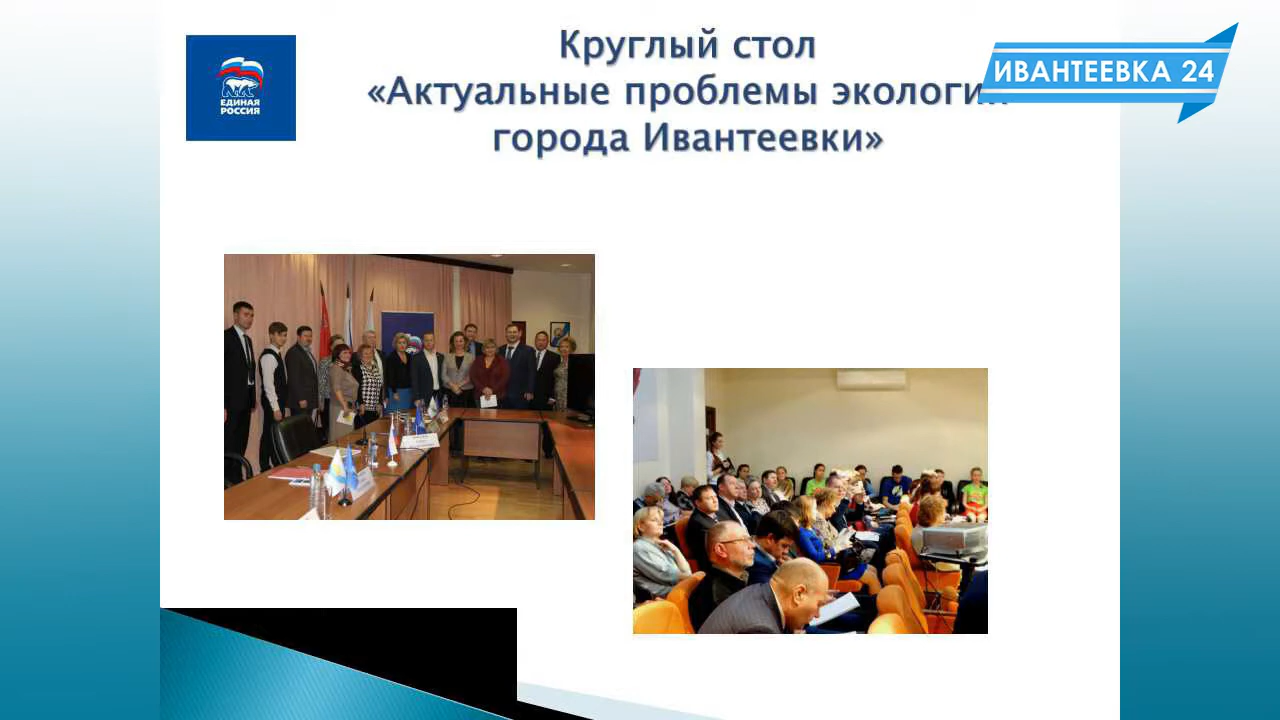 Круглый стол
«Актуальные проблемы экологии
города Ивантеевки»
ИВАНТЕЕВКА 24
ЕДИНАЯ
РОССИЯ